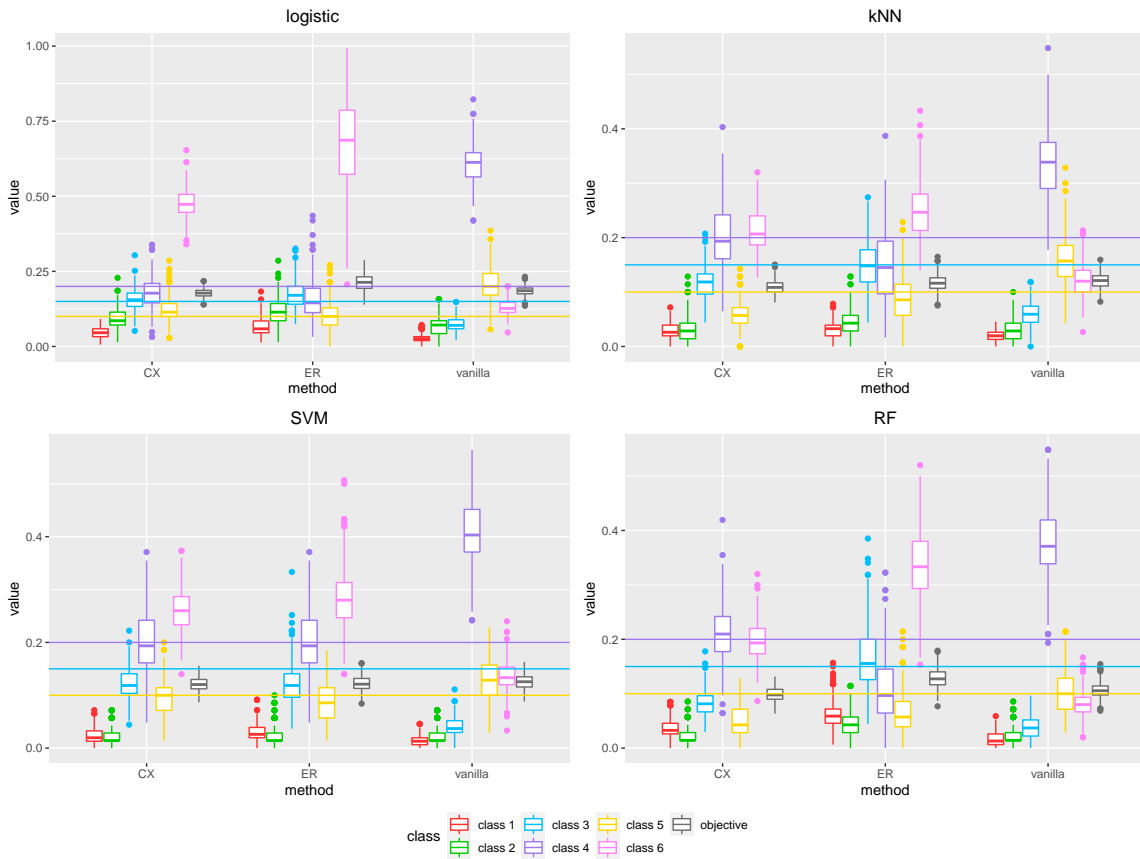 logistic
kNN
1.00
0.75
0.50
0.25
0.00
value
CX
ER
vanilla
method
0.4
0.2
0.0
value
CX
ER
vanilla
method
SVM
RF
0.4
0.2
0.0
value
CX
ER
vanilla
method
0.4
0.2
0.0
value
CX
ER
vanilla
method
class
class 1
class 3
class 5
objective
class 2
class 4
class 6